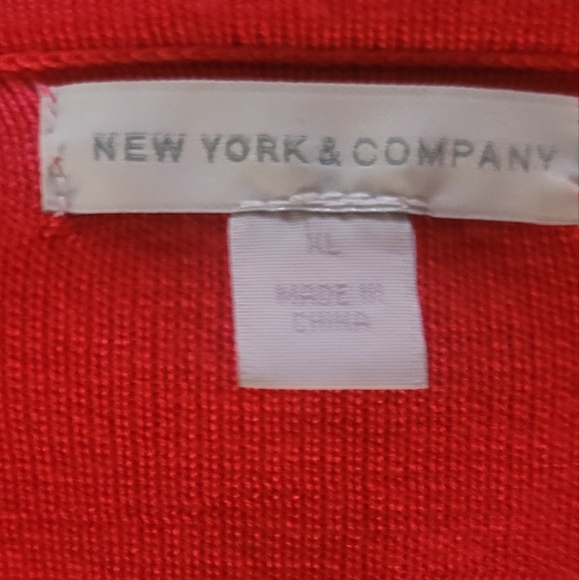 NEW YORK & COMPANY
XL
MADE IN
CHINA